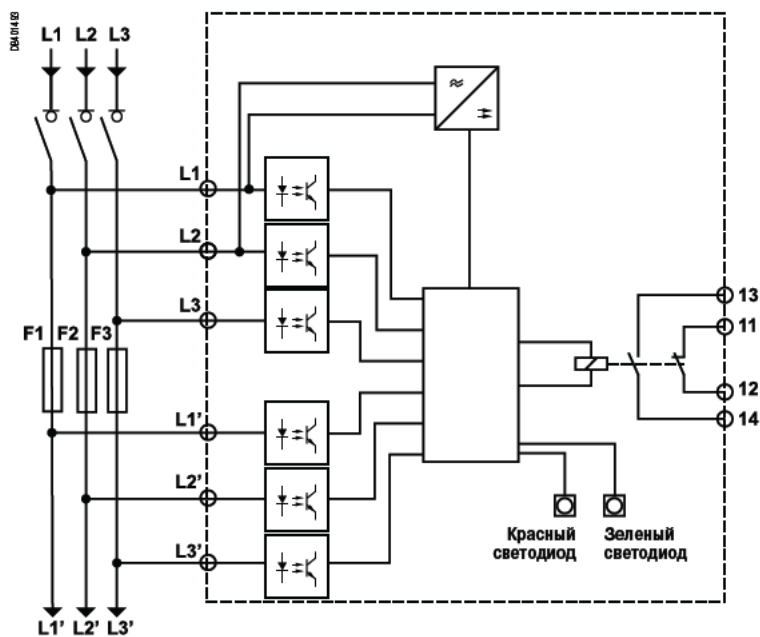 DB401493
L1 L2 L3
L1
L2
L3
F1 F2 F3
L1'
L2'
L3'
13
11
12
14
Красный
светодиод
Зеленый
светодиод
L1' L2' L3'